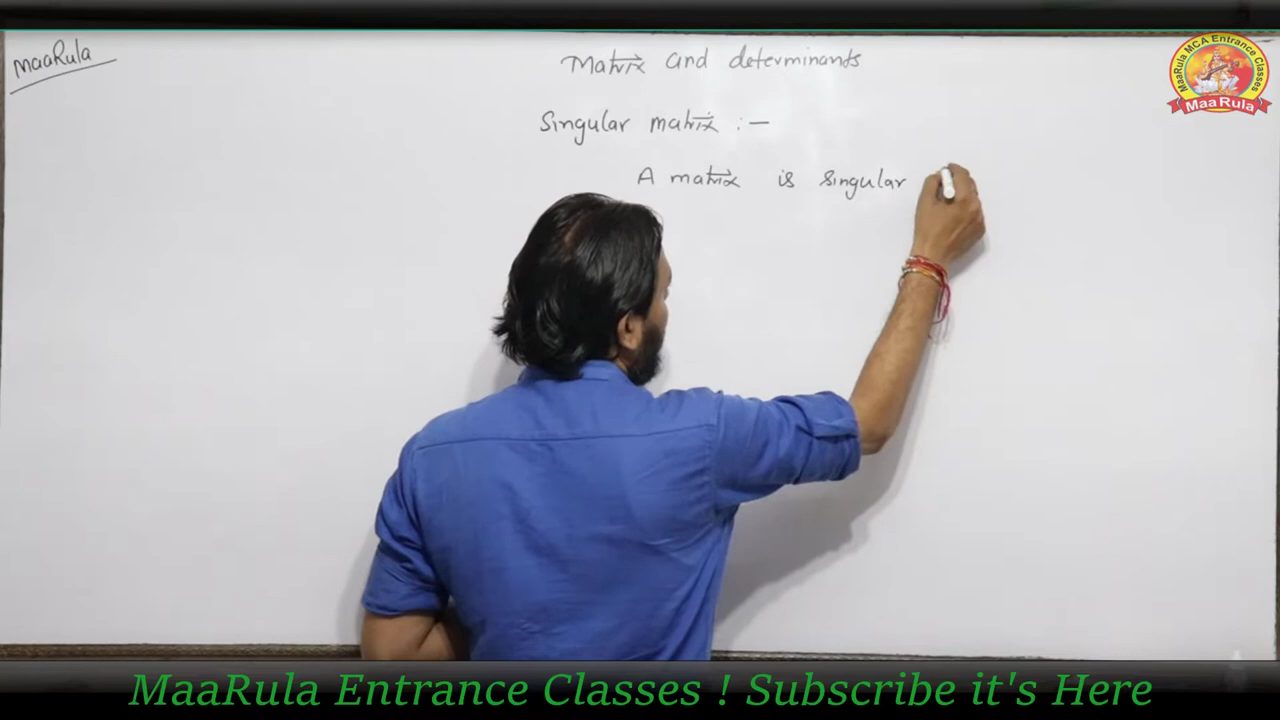 maaRula
Matrix and determinants
Singular matrix :-
A matrix is singular
MaaRula MCA Entrance Classes
MaaRula
MaaRula Entrance Classes ! Subscribe it's Here